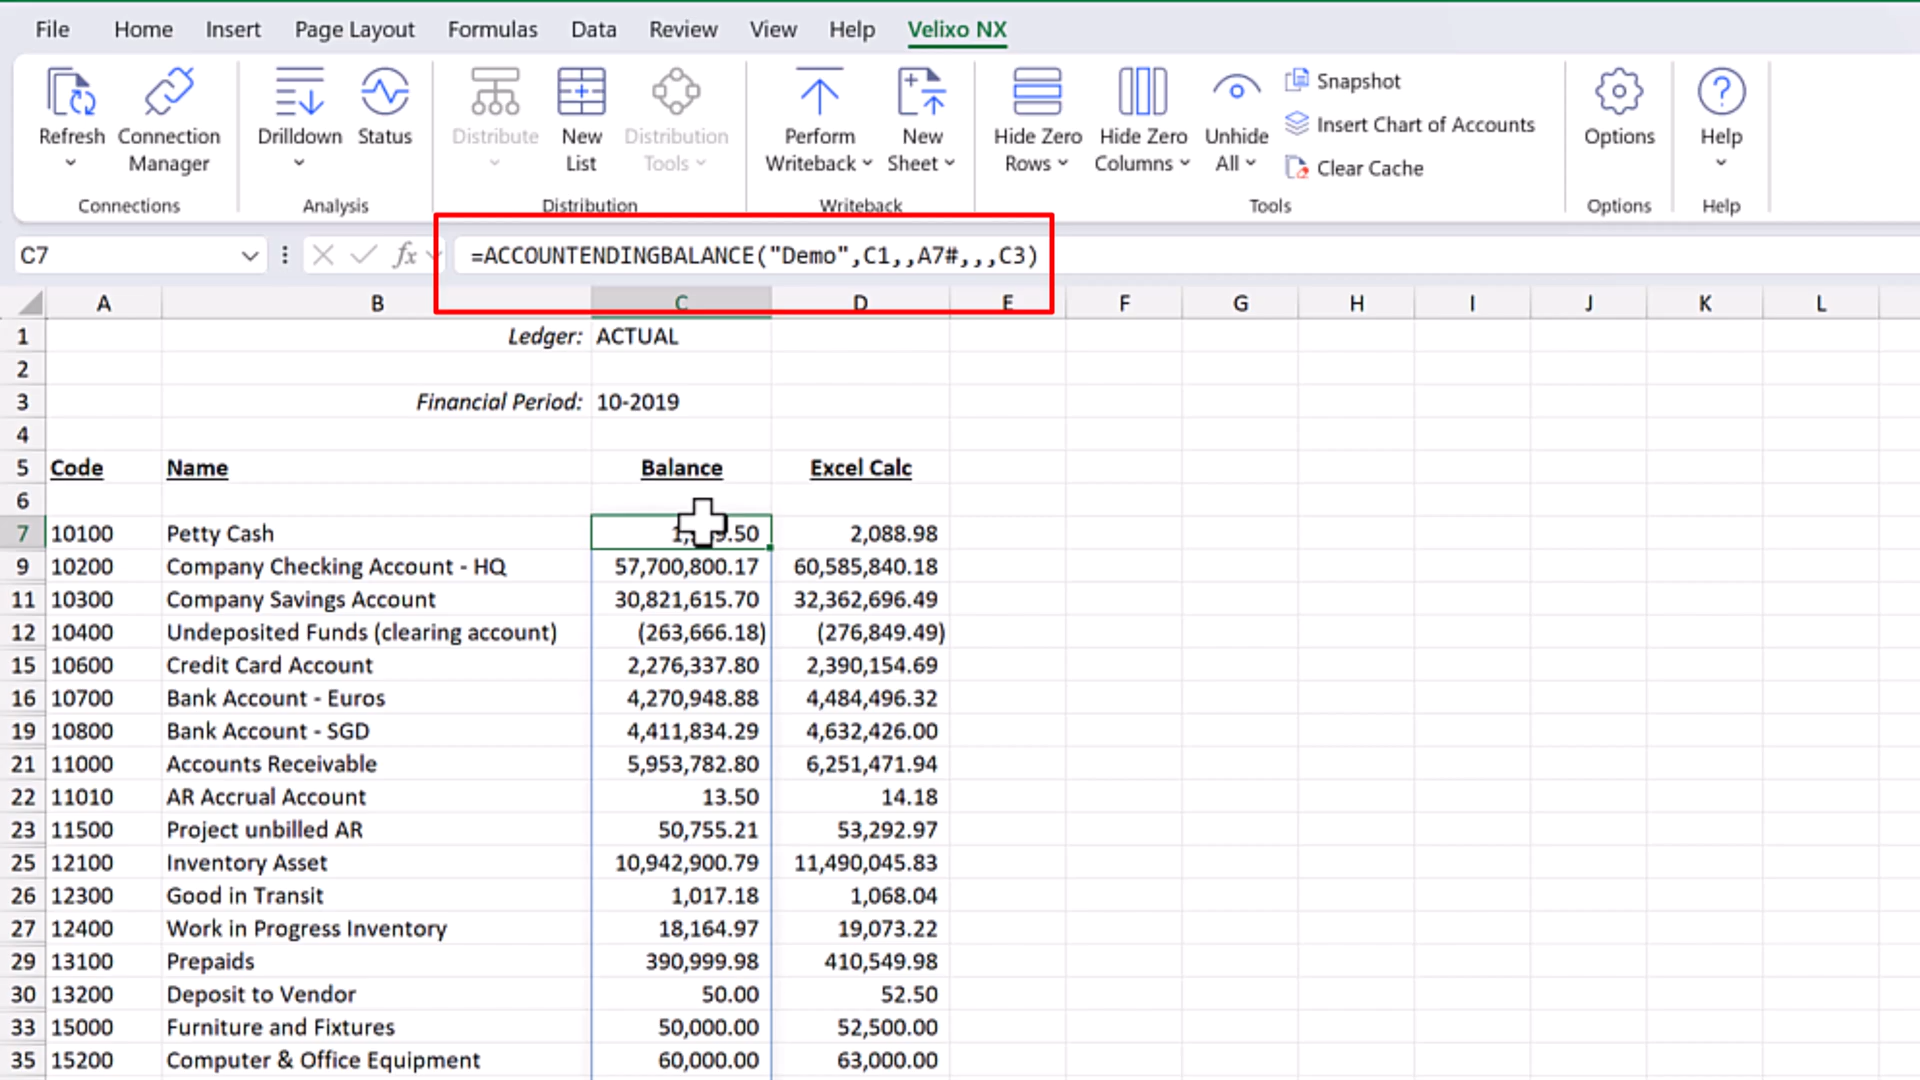 File Home Insert Page Layout Formulas Data Review View Help Velixo NX
Refresh Connection Manager Drilldown Status Distribute New List Distribution Tools Perform Writeback New Sheet Hide Zero Rows Hide Zero Columns Unhide All Snapshot Insert Chart of Accounts Clear Cache Options Help
Connections Analysis Distribution Writeback Tools Options Help
C7 fx =ACCOUNTENDINGBALANCE("Demo",C1,,A7#,,,C3)
A B C D E F G H I J K L
1 Ledger: ACTUAL
2
3 Financial Period: 10-2019
4
5 Code Name Balance Excel Calc
6
7 10100 Petty Cash .50 2,088.98
9 10200 Company Checking Account - HQ 57,700,800.17 60,585,840.18
11 10300 Company Savings Account 30,821,615.70 32,362,696.49
12 10400 Undeposited Funds (clearing account) (263,666.18) (276,849.49)
15 10600 Credit Card Account 2,276,337.80 2,390,154.69
16 10700 Bank Account - Euros 4,270,948.88 4,484,496.32
19 10800 Bank Account - SGD 4,411,834.29 4,632,426.00
21 11000 Accounts Receivable 5,953,782.80 6,251,471.94
22 11010 AR Accrual Account 13.50 14.18
23 11500 Project unbilled AR 50,755.21 53,292.97
25 12100 Inventory Asset 10,942,900.79 11,490,045.83
26 12300 Good in Transit 1,017.18 1,068.04
27 12400 Work in Progress Inventory 18,164.97 19,073.22
29 13100 Prepaids 390,999.98 410,549.98
30 13200 Deposit to Vendor 50.00 52.50
33 15000 Furniture and Fixtures 50,000.00 52,500.00
35 15200 Computer & Office Equipment 60,000.00 63,000.00